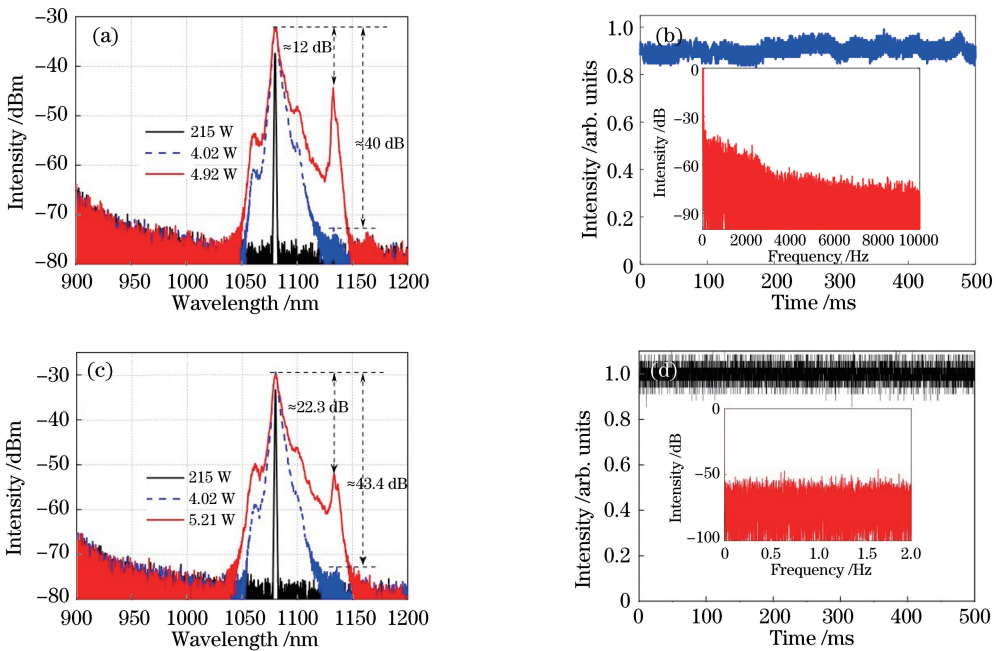 (a)
Intensity /dBm
−30
−40
−50
−60
−70
−80
≈12 dB
≈40 dB
215 W
4.02 W
4.92 W
900 950 1000 1050 1100 1150 1200
Wavelength /nm
(b)
Intensity /arb. units
1.0
0.8
0.6
0.4
0.2
0
Intensity /dB
0
−30
−60
−90
0 2000 4000 6000 80000 10000
Frequency /Hz
0 100 200 300 400 500
Time /ms
(c)
Intensity /dBm
−30
−40
−50
−60
−70
−80
≈22.3 dB
≈43.4 dB
215 W
4.02 W
5.21 W
900 950 1000 1050 1100 1150 1200
Wavelength /nm
(d)
Intensity /arb. units
1.0
0.8
0.6
0.4
0.2
0
Intensity /dB
0
−50
−100
0 0.5 1.0 1.5 2.0
Frequency /Hz
0 100 200 300 400 500
Time /ms